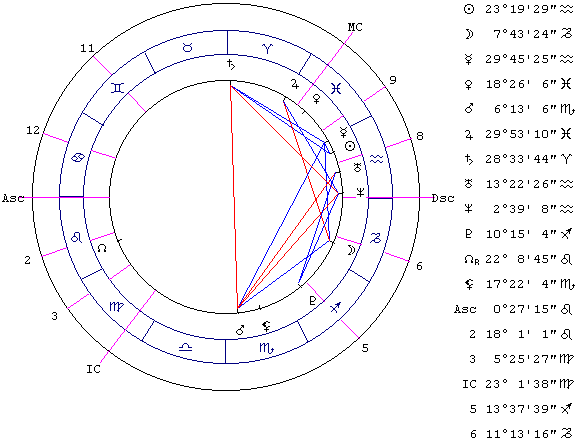 MC
11
12
Asc
2
3
IC
5
6
Dsc
8
9
☉ 23°19'29"♒
☽ 7°43'24"♑
☿ 29°45'25"♒
♀ 18°26' 6"♓
♂ 6°13' 6"♏
♃ 29°53'10"♓
♄ 28°33'44"♈
♅ 13°22'26"♒
♆ 2°39' 8"♒
♇ 10°15' 4"♐
☊R 22° 8'45"♌
⚸ 17°22' 4"♏
Asc 0°27'15"♌
2 18° 1' 1"♌
3 5°25'27"♍
IC 23° 1'38"♍
5 13°37'39"♐
6 11°13'16"♑